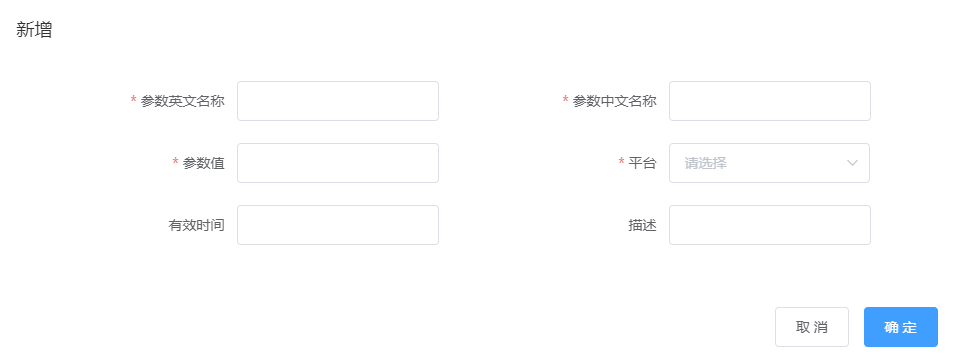 新增
* 参数英文名称
* 参数中文名称
* 参数值
* 平台 请选择
有效时间
描述
取 消
确 定